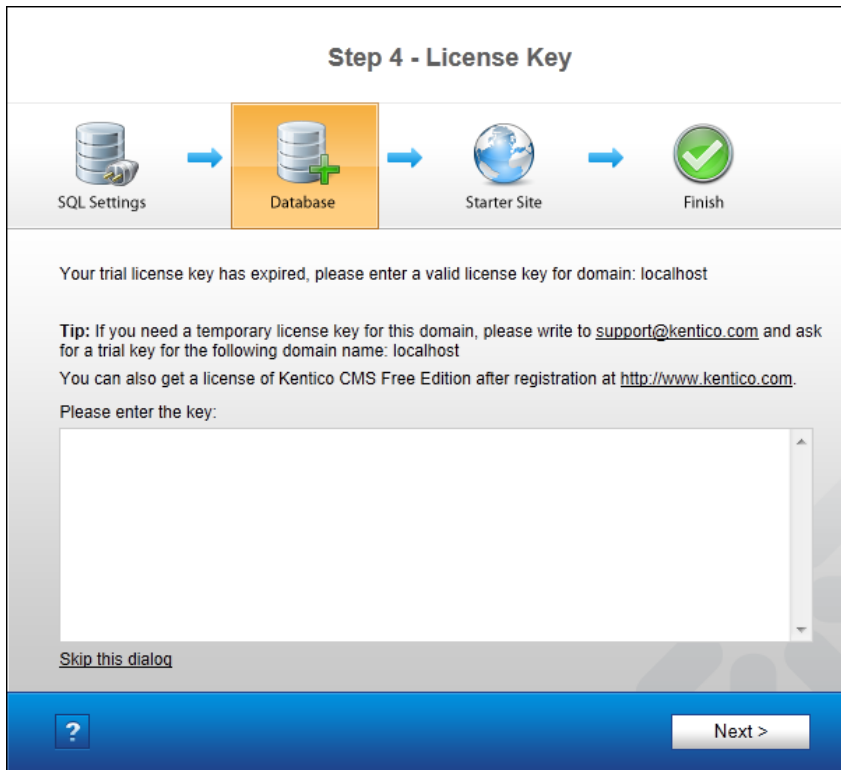 Step 4 - License Key
SQL Settings
Database
Starter Site
Finish
Your trial license key has expired, please enter a valid license key for domain: localhost
Tip: If you need a temporary license key for this domain, please write to support@kentico.com and ask
for a trial key for the following domain name: localhost
You can also get a license of Kentico CMS Free Edition after registration at http://www.kentico.com.
Please enter the key:
Skip this dialog
?
Next >